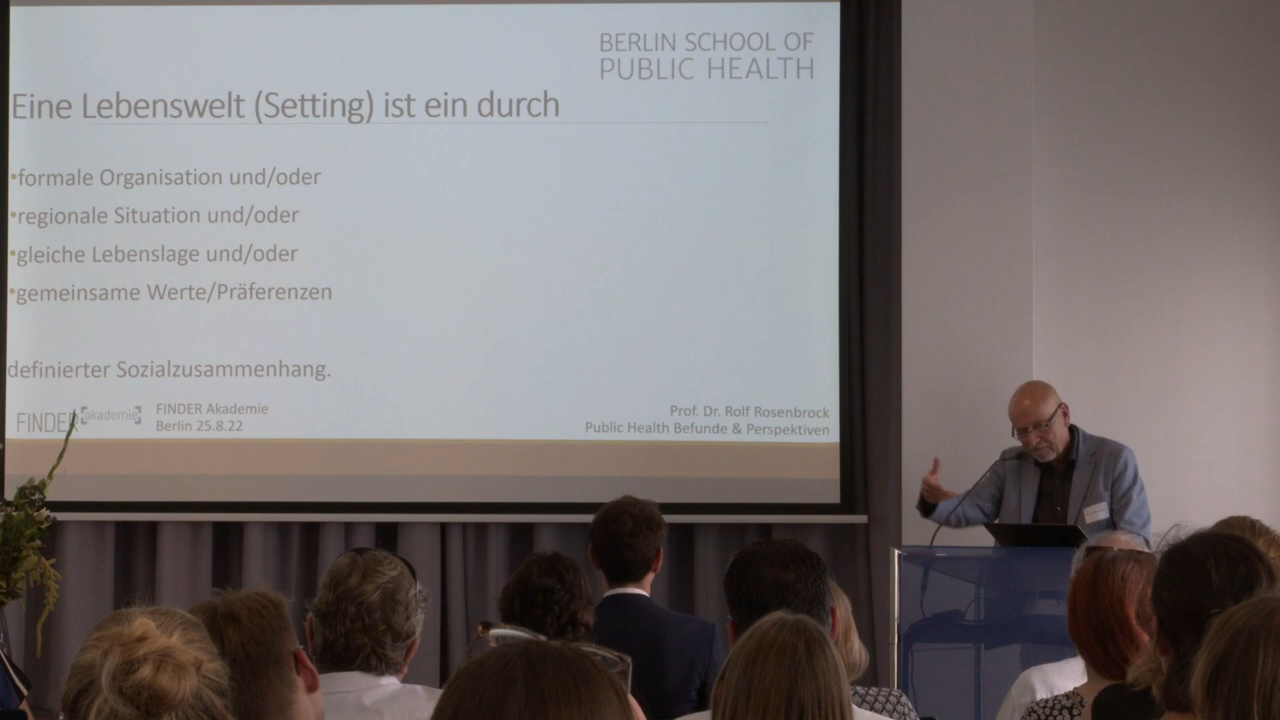 BERLIN SCHOOL OF
PUBLIC HEALTH
Eine Lebenswelt (Setting) ist ein durch
•formale Organisation und/oder
•regionale Situation und/oder
•gleiche Lebenslage und/oder
•gemeinsame Werte/Präferenzen
definierter Sozialzusammenhang.
FINDER akademie
FINDER Akademie
Berlin 25.8.22
Prof. Dr. Rolf Rosenbrock
Public Health Befunde & Perspektiven